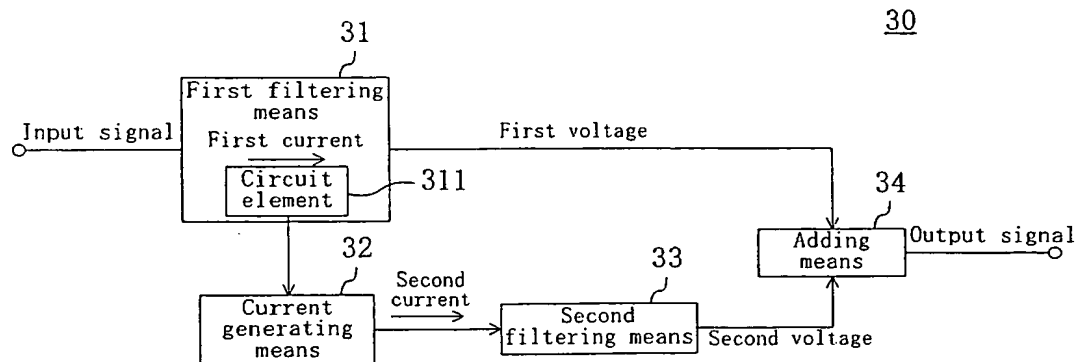 30
31
First filtering
means
Input signal
First current
First voltage
Circuit
element
311
34
Adding
means
Output signal
32
Second
current
33
Current
generating
means
Second
filtering means
Second voltage